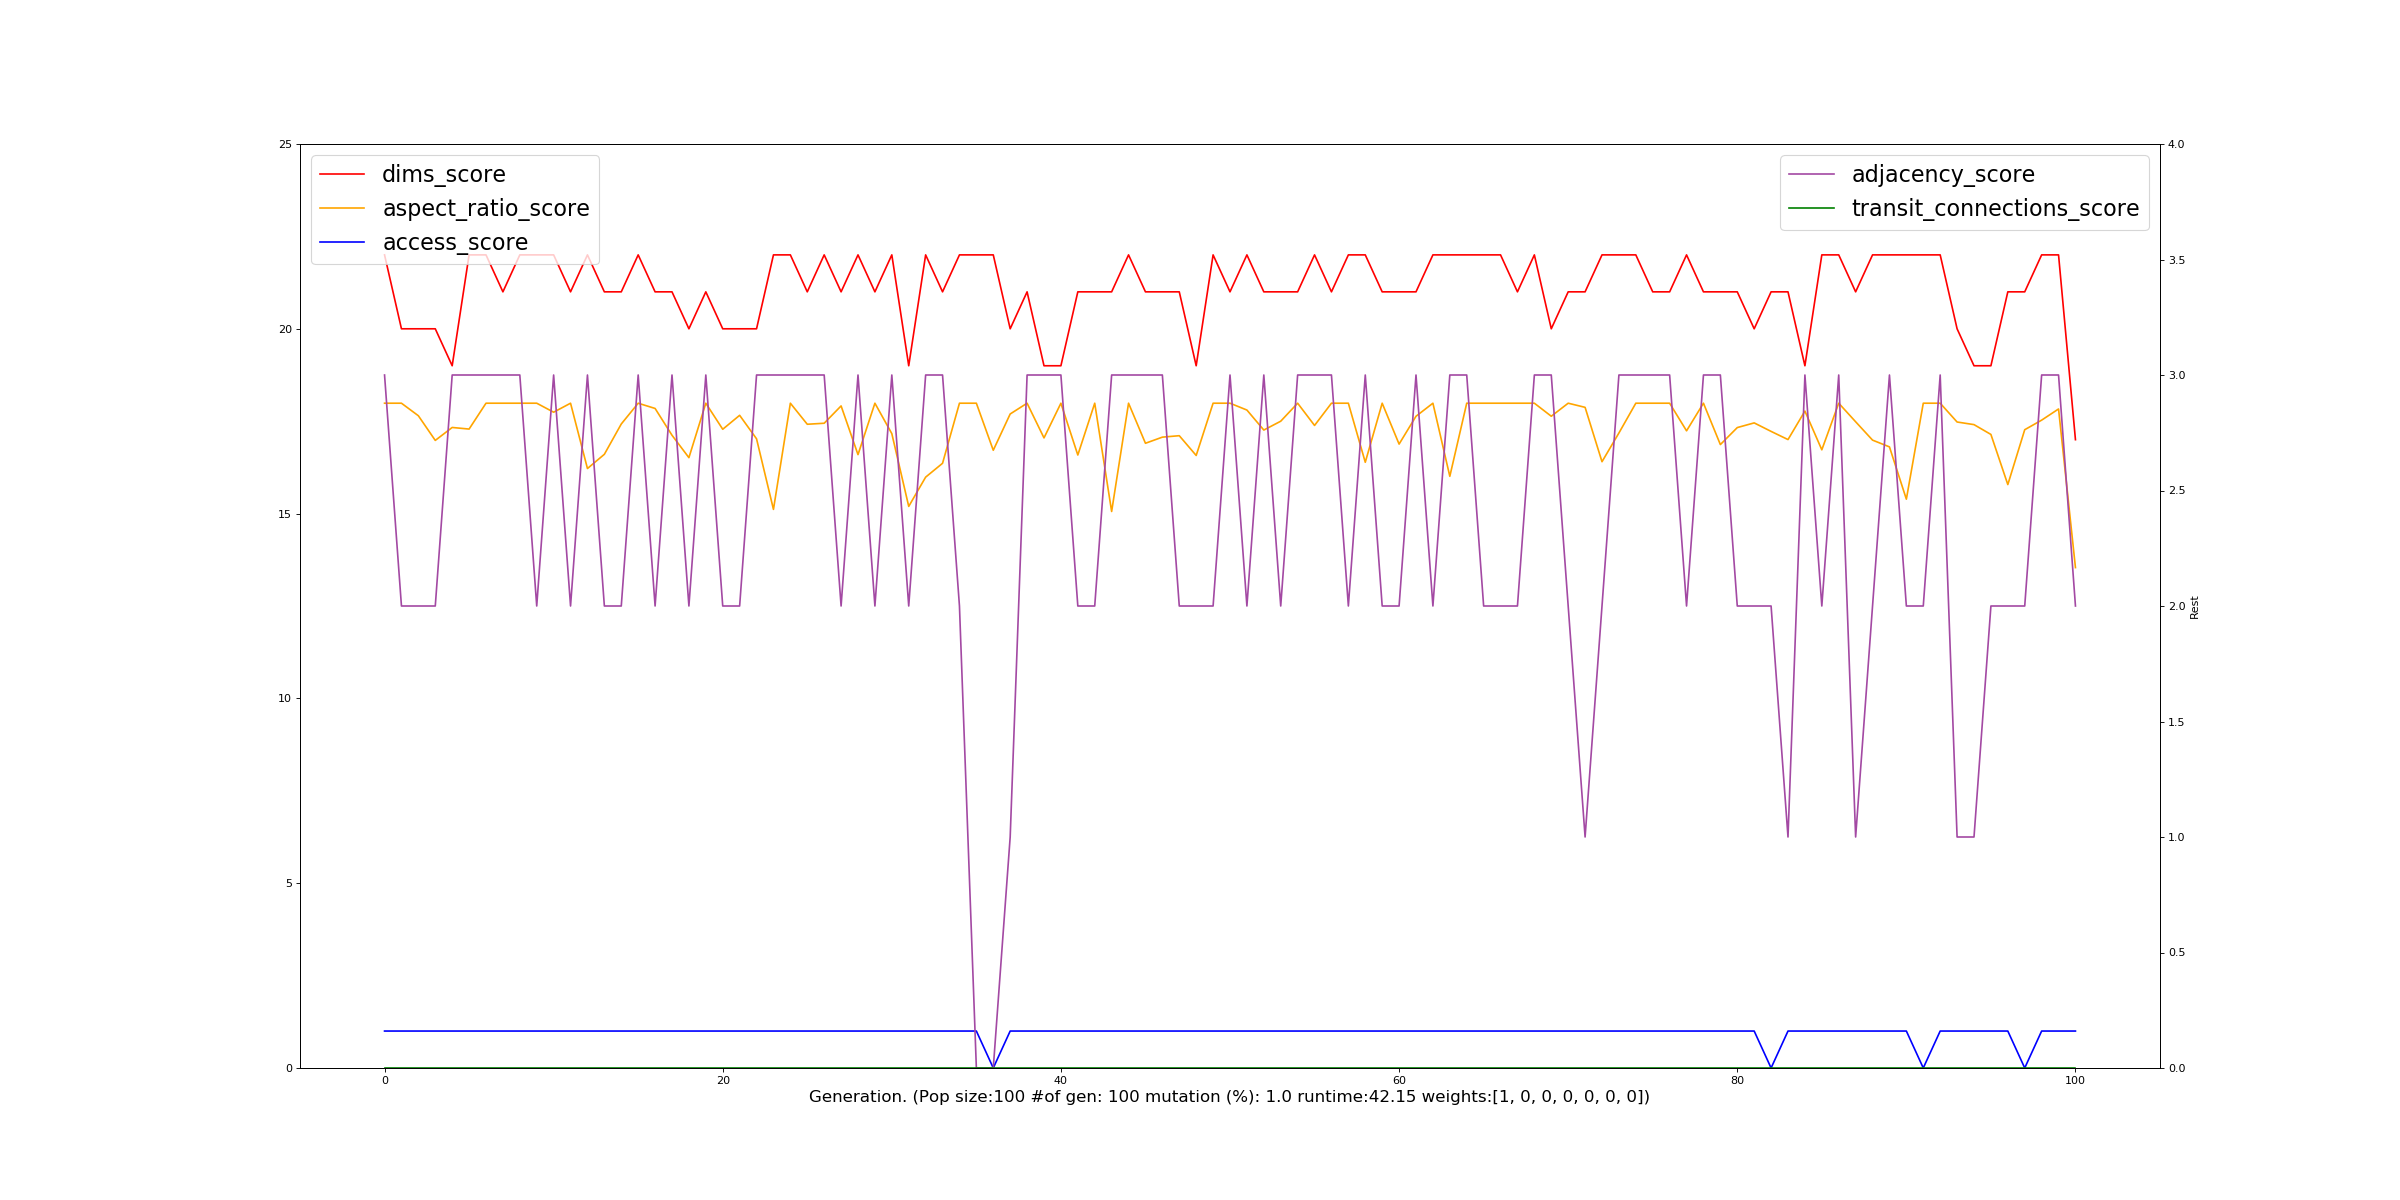 25
20
15
10
5
0
dims_score
aspect_ratio_score
access_score
adjacency_score
transit_connections_score
4.0
3.5
3.0
2.5
2.0
1.5
1.0
0.5
0.0
Rest
0 20 40 60 80 100
Generation. (Pop size:100 #of gen: 100 mutation (%): 1.0 runtime:42.15 weights:[1, 0, 0, 0, 0, 0, 0])